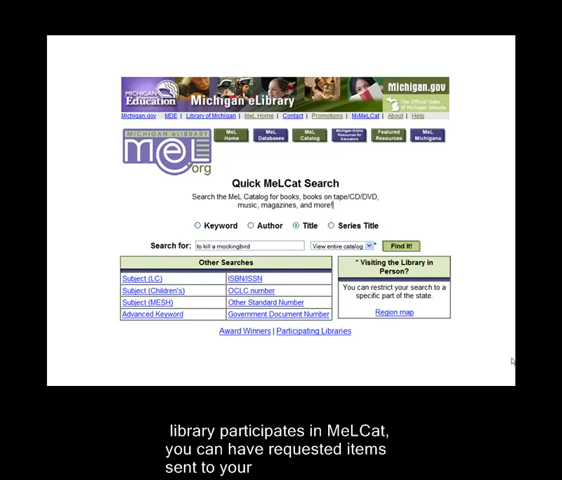 MICHIGAN
Education
Michigan eLibrary
Michigan.gov
The Official State
of Michigan Website
Michigan.gov MDE | Library of Michigan | MeL Home | Contact | Promotions | MyMeLCat | About | Help
MICHIGAN ELIBRARY
mel.org
MeL
Home
MeL
Databases
MeL
Catalog
Michigan Online
Resources for
Educators
Featured
Resources
MeL
Michigana
Quick MeLCat Search
Search the MeL Catalog for books, books on tape/CD/DVD,
music, magazines, and more!
Keyword Author Title Series Title
Search for: to kill a mockingbird View entire catalog * Find It!
Other Searches
Subject (LC) ISBN/ISSN
Subject (Children's) OCLC number
Subject (MESH) Other Standard Number
Advanced Keyword Government Document Number
* Visiting the Library in
Person?
You can restrict your search to a
specific part of the state.
Region map
Award Winners | Participating Libraries
library participates in MeLCat,
you can have requested items
sent to your